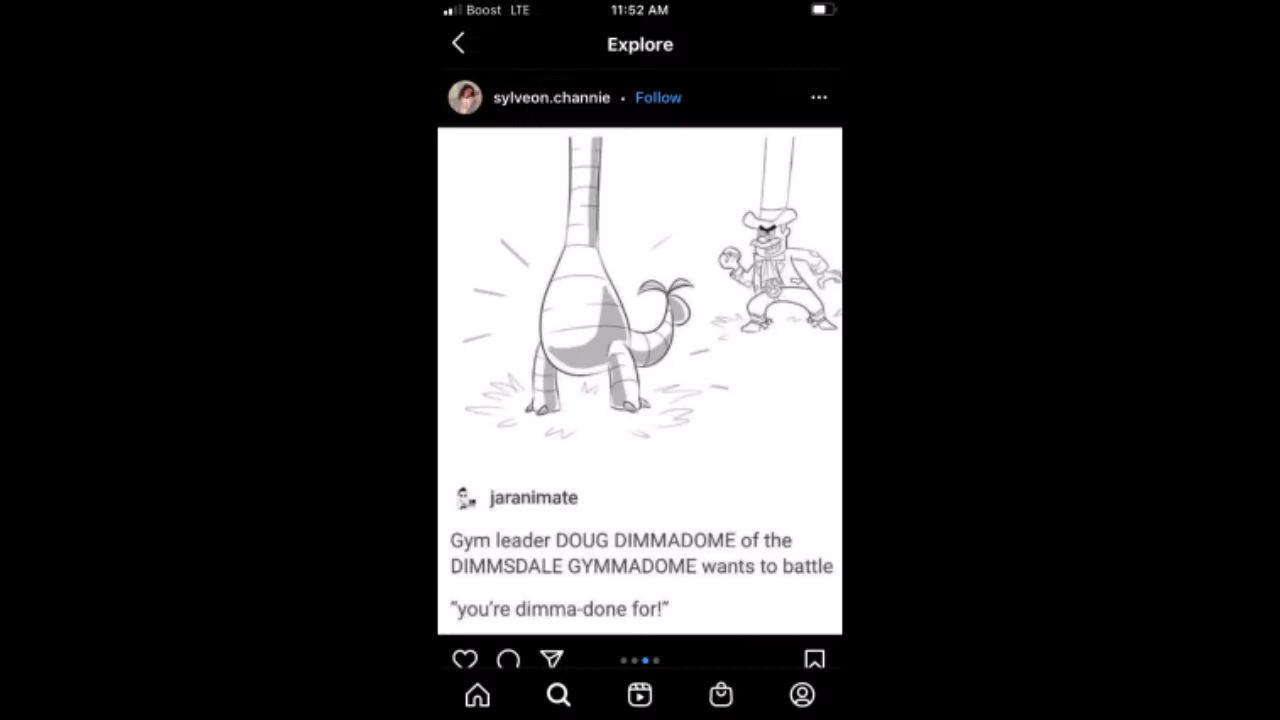 Boost LTE 11:52 AM
Explore
sylveon.channie • Follow
jaranimate
Gym leader DOUG DIMMADOME of the
DIMMSDALE GYMMADOME wants to battle
“you’re dimma-done for!”